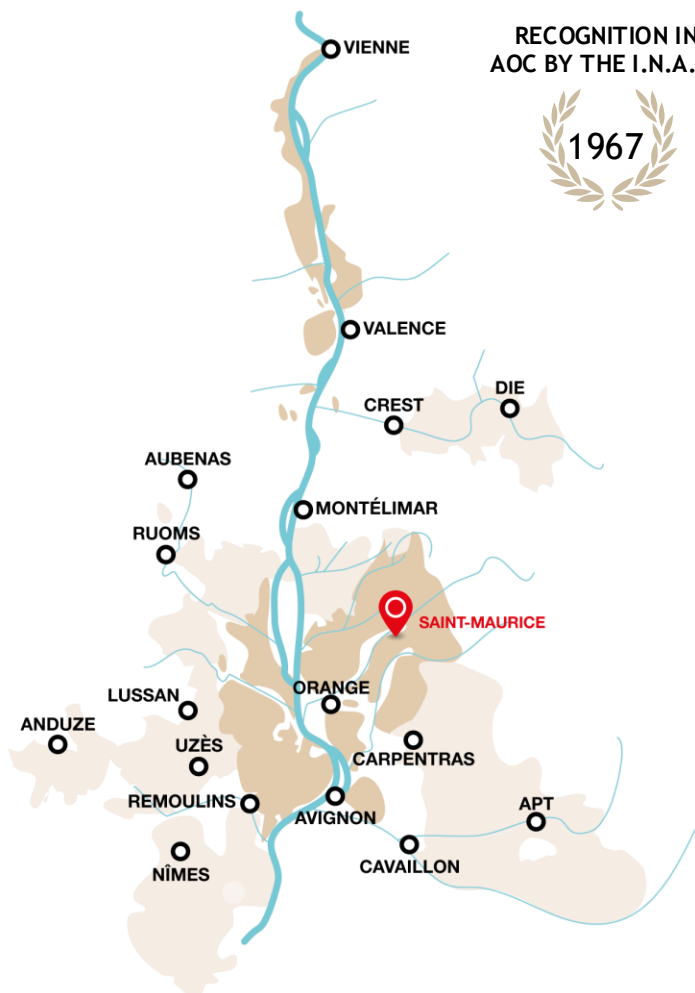 VIENNE
RECOGNITION IN
AOC BY THE I.N.A.
1967
VALENCE
DIE
CREST
AUBENAS
MONTÉLIMAR
RUOMS
SAINT-MAURICE
ORANGE
LUSSAN
ANDUZE
UZÈS
CARPENTRAS
REMOULINS
APT
AVIGNON
CAVAILLON
NÎMES